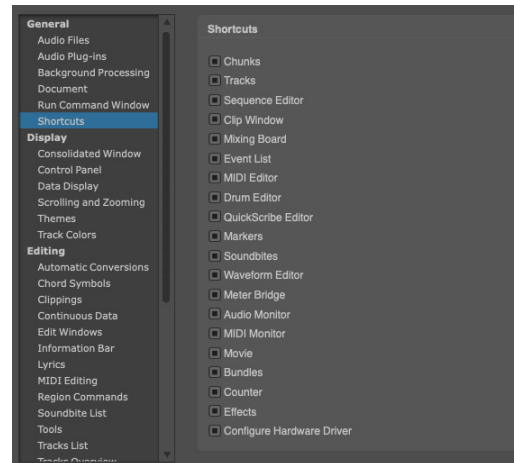 General
Audio Files
Audio Plug-ins
Background Processing
Document
Run Command Window
Shortcuts
Display
Consolidated Window
Control Panel
Data Display
Scrolling and Zooming
Themes
Track Colors
Editing
Automatic Conversions
Chord Symbols
Clippings
Continuous Data
Edit Windows
Information Bar
Lyrics
MIDI Editing
Region Commands
Soundbite List
Tools
Tracks List
Tracks Overview
Shortcuts
Chunks
Tracks
Sequence Editor
Clip Window
Mixing Board
Event List
MIDI Editor
Drum Editor
QuickScribe Editor
Markers
Soundbites
Waveform Editor
Meter Bridge
Audio Monitor
MIDI Monitor
Movie
Bundles
Counter
Effects
Configure Hardware Driver